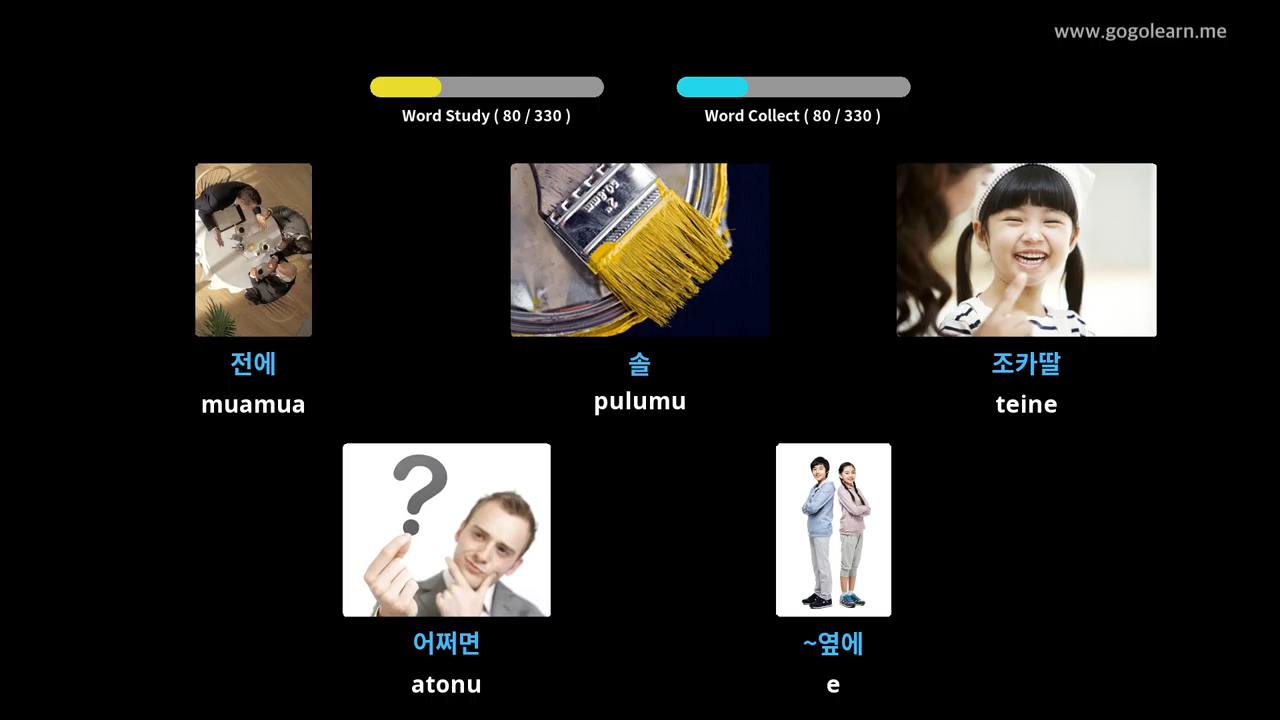 www.gogolearn.me
Word Study ( 80 / 330 )
Word Collect ( 80 / 330 )
전에
muamua
솔
pulumu
조카딸
teine
어쩌면
atonu
~옆에
e